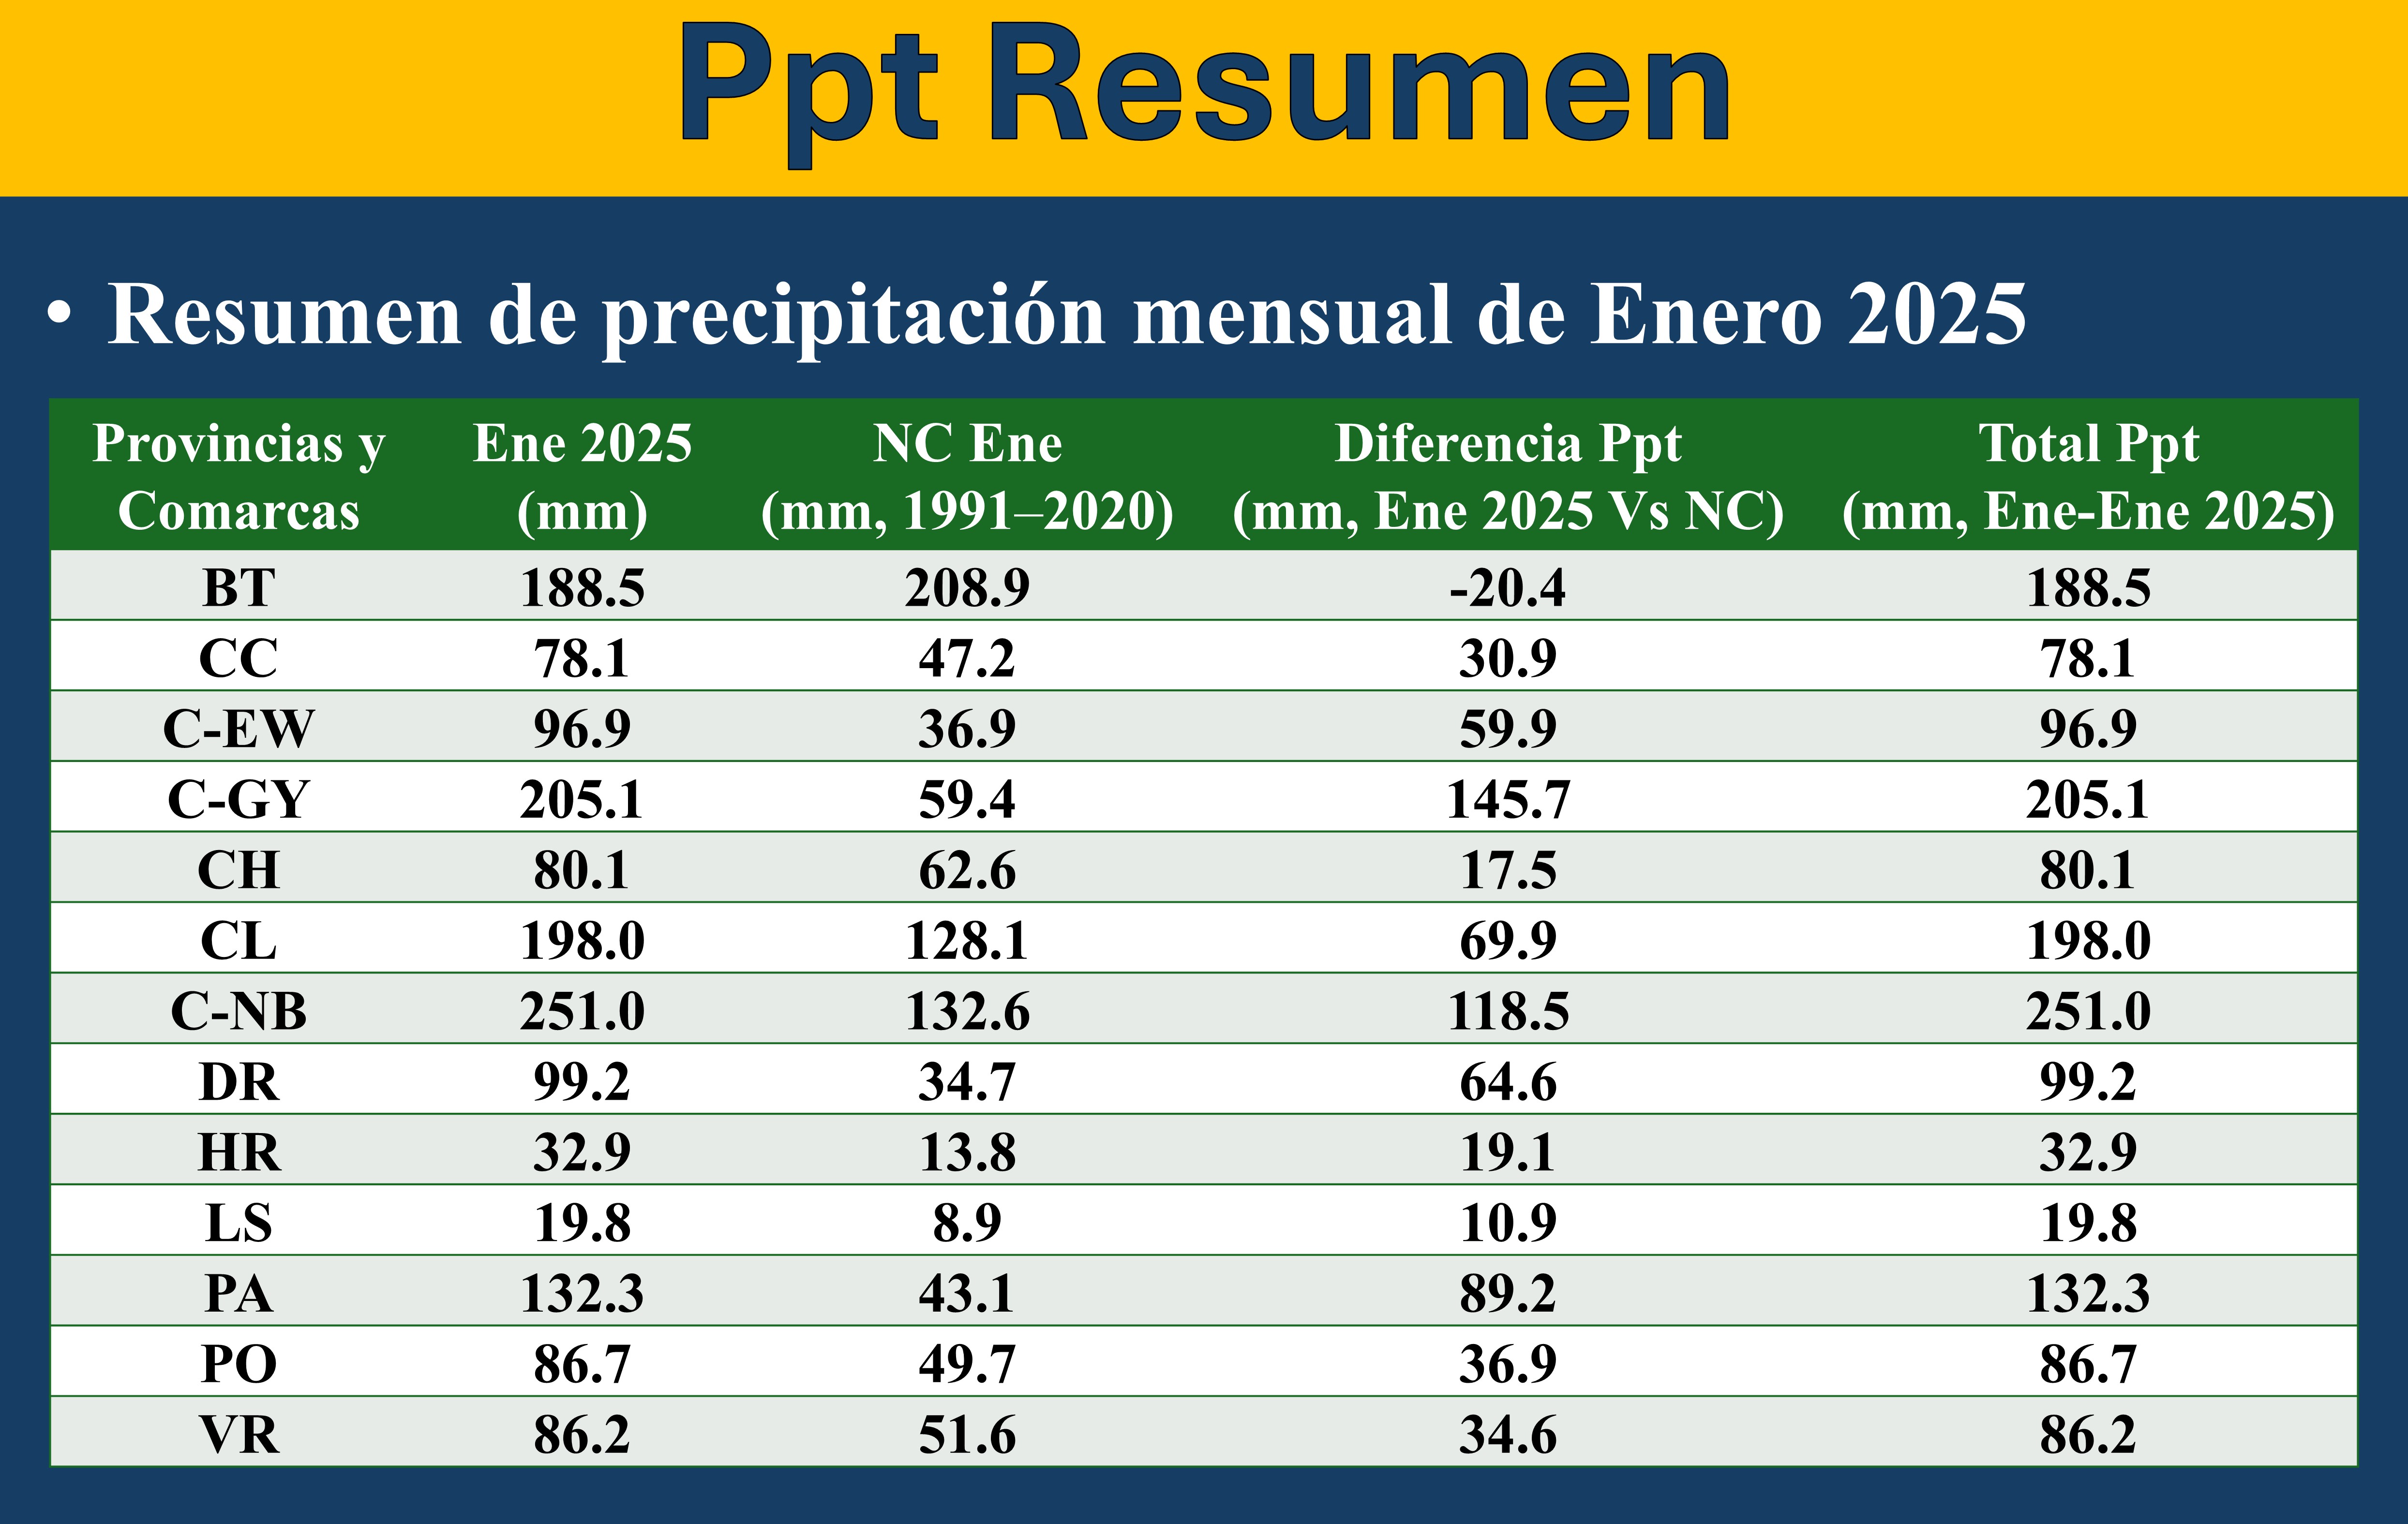 Ppt Resumen
• Resumen de precipitación mensual de Enero 2025
Provincias y Comarcas Ene 2025 (mm) NC Ene (mm, 1991–2020) Diferencia Ppt (mm, Ene 2025 Vs NC) Total Ppt (mm, Ene-Ene 2025)
BT 188.5 208.9 -20.4 188.5
CC 78.1 47.2 30.9 78.1
C-EW 96.9 36.9 59.9 96.9
C-GY 205.1 59.4 145.7 205.1
CH 80.1 62.6 17.5 80.1
CL 198.0 128.1 69.9 198.0
C-NB 251.0 132.6 118.5 251.0
DR 99.2 34.7 64.6 99.2
HR 32.9 13.8 19.1 32.9
LS 19.8 8.9 10.9 19.8
PA 132.3 43.1 89.2 132.3
PO 86.7 49.7 36.9 86.7
VR 86.2 51.6 34.6 86.2